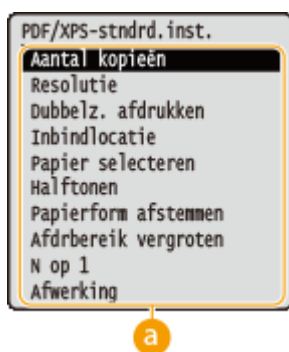 PDF/XPS-stndrd.inst.
Aantal kopieën
Resolutie
Dubbelz. afdrukken
Inbindlocatie
Papier selecteren
Halftonen
Papierform afstemmen
Afdrbereik vergroten
N op 1
Afwerking
a